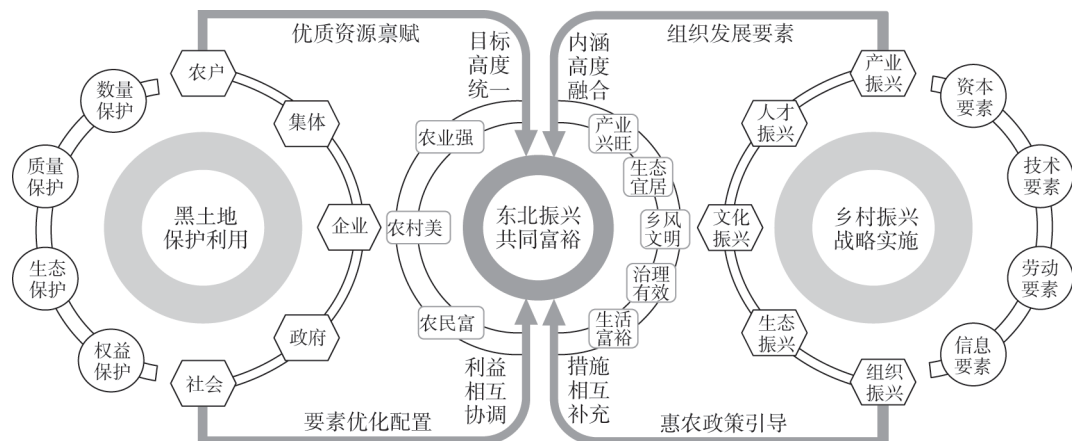 优质资源禀赋
组织发展要素
目标
高度
统一
内涵
高度
融合
数量
保护
质量
保护
生态
保护
权益
保护
黑土地
保护利用
农户
集体
企业
政府
社会
农业强
农村美
农民富
东北振兴
共同富裕
产业
兴旺
生态
宜居
乡风
文明
治理
有效
生活
富裕
产业
振兴
人才
振兴
文化
振兴
生态
振兴
组织
振兴
乡村振兴
战略实施
资本
要素
技术
要素
劳动
要素
信息
要素
利益
相互
协调
措施
相互
补充
要素优化配置
惠农政策引导